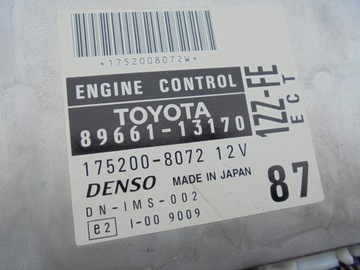 *1752008072W*
ENGINE CONTROL
TOYOTA
89661-13170
1ZZ-FE
ECT
175200-8072 12V
DENSO MADE IN JAPAN
87
DN-IMS-002
e2 I-00 9009